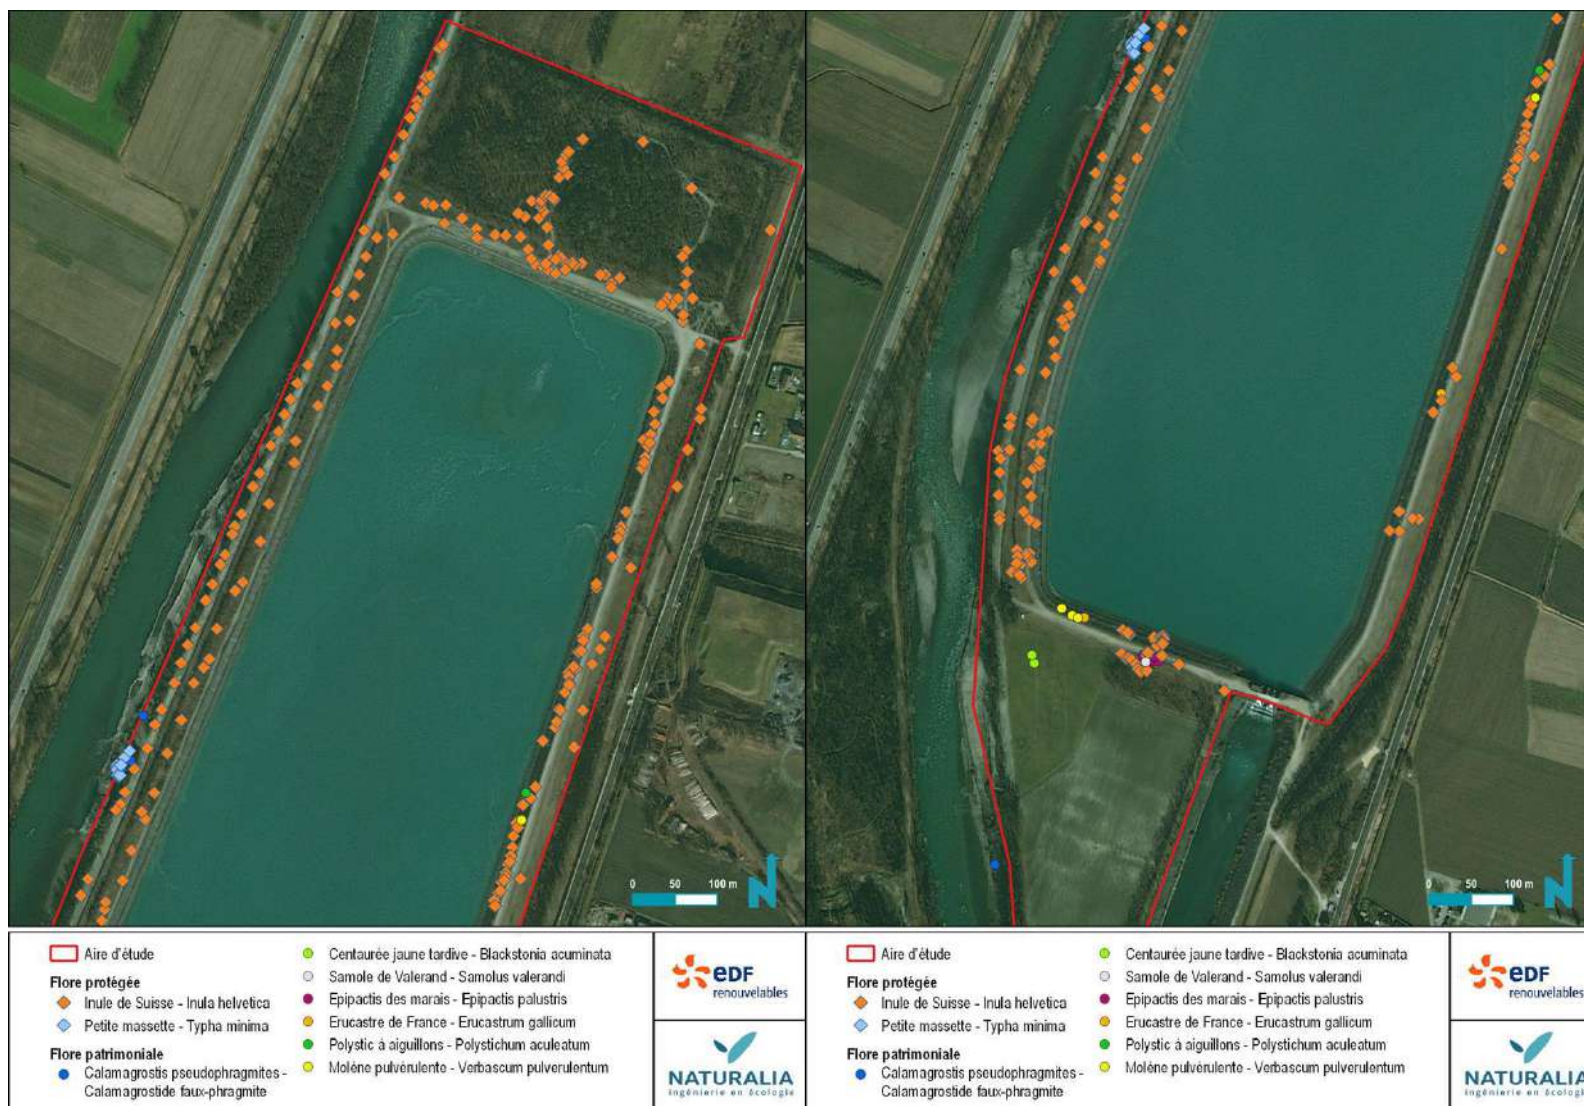 0 50 100 m
N
0 50 100 m
N
Aire d'étude
Flore protégée
Inule de Suisse - Inula helvetica
Petite massette - Typha minima
Flore patrimoniale
Calamagrostis pseudophragmites -
Calamagrostide faux-phragmite
Centaurée jaune tardive - Blackstonia acuminata
Samole de Valerand - Samolus valerandi
Epipactis des marais - Epipactis palustris
Erucastre de France - Erucastrum gallicum
Polystic à aiguillons - Polystichum aculeatum
Molène pulvérulente - Verbascum pulverulentum
edf
renouvelables
NATURALIA
ingénierie en écologie
Aire d'étude
Flore protégée
Inule de Suisse - Inula helvetica
Petite massette - Typha minima
Flore patrimoniale
Calamagrostis pseudophragmites -
Calamagrostide faux-phragmite
Centaurée jaune tardive - Blackstonia acuminata
Samole de Valerand - Samolus valerandi
Epipactis des marais - Epipactis palustris
Erucastre de France - Erucastrum gallicum
Polystic à aiguillons - Polystichum aculeatum
Molène pulvérulente - Verbascum pulverulentum
edf
renouvelables
NATURALIA
ingénierie en écologie